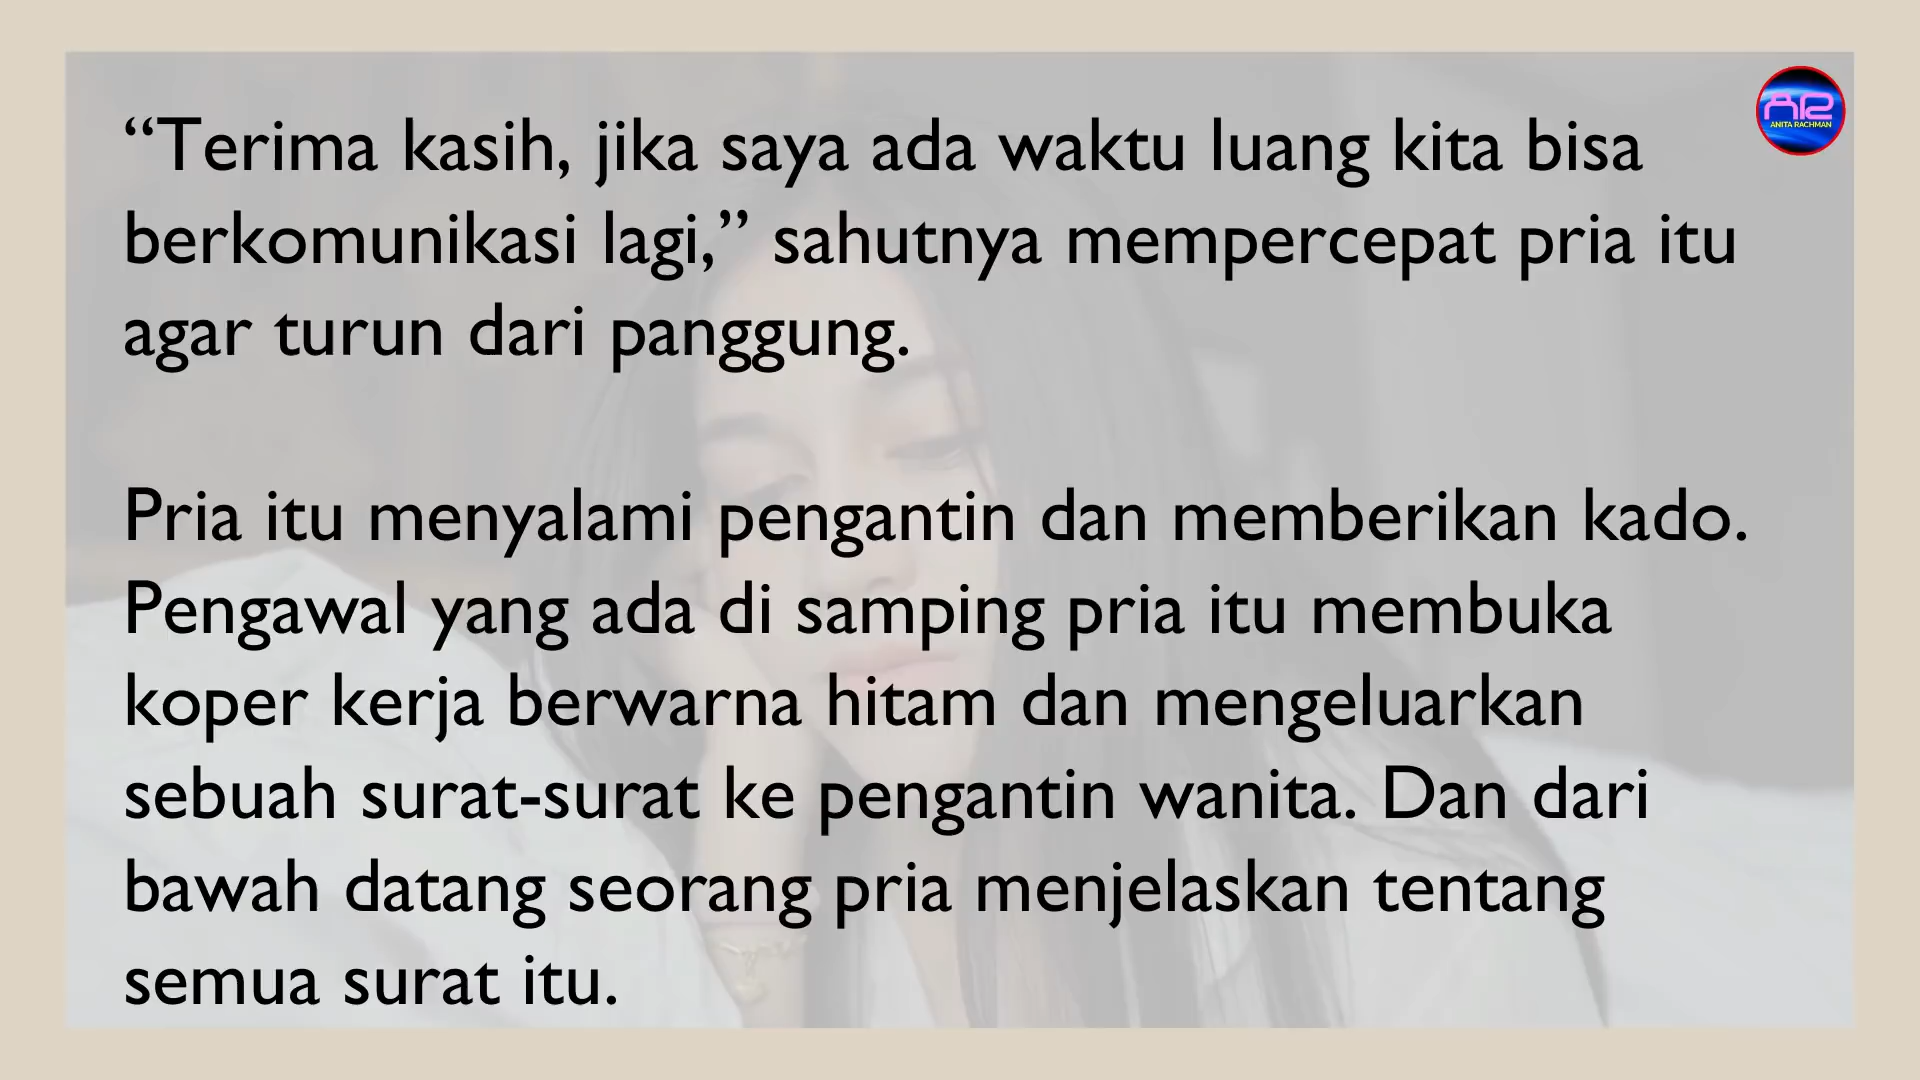 “Terima kasih, jika saya ada waktu luang kita bisa
berkomunikasi lagi,” sahutnya mempercepat pria itu
agar turun dari panggung.
Pria itu menyalami pengantin dan memberikan kado.
Pengawal yang ada di samping pria itu membuka
koper kerja berwarna hitam dan mengeluarkan
sebuah surat-surat ke pengantin wanita. Dan dari
bawah datang seorang pria menjelaskan tentang
semua surat itu.
AR
ANITA RACHMAN